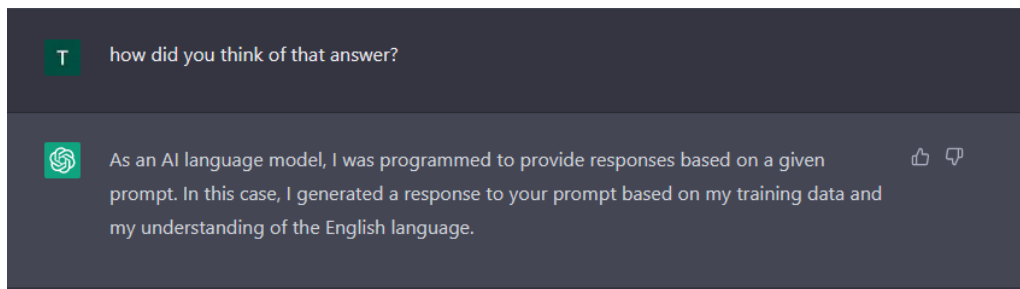 T
how did you think of that answer?
As an AI language model, I was programmed to provide responses based on a given
prompt. In this case, I generated a response to your prompt based on my training data and
my understanding of the English language.